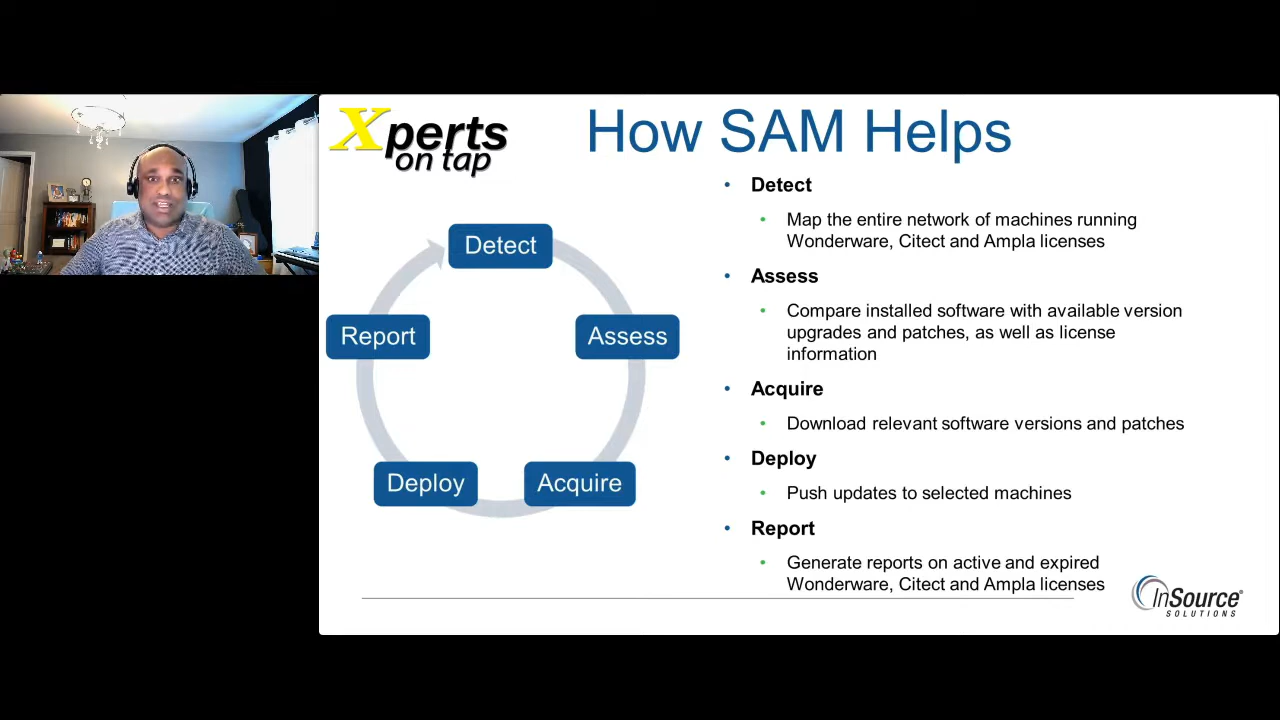 Xperts
on tap
How SAM Helps
Detect
Assess
Acquire
Deploy
Report
• Detect
• Map the entire network of machines running
Wonderware, Citect and Ampla licenses
• Assess
• Compare installed software with available version
upgrades and patches, as well as license
information
• Acquire
• Download relevant software versions and patches
• Deploy
• Push updates to selected machines
• Report
• Generate reports on active and expired
Wonderware, Citect and Ampla licenses
InSource®
SOLUTIONS